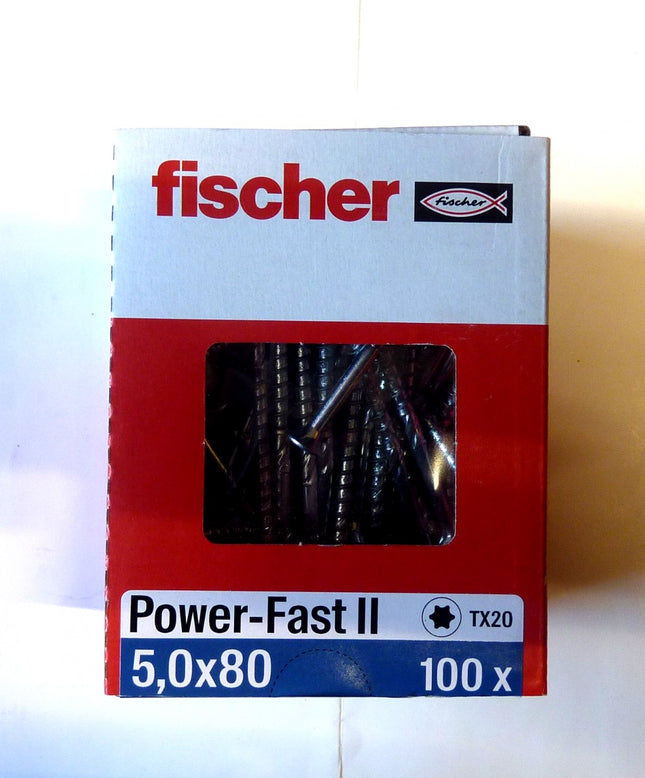 fischer
fischer
Power-Fast II
TX20
5,0x80
100 x